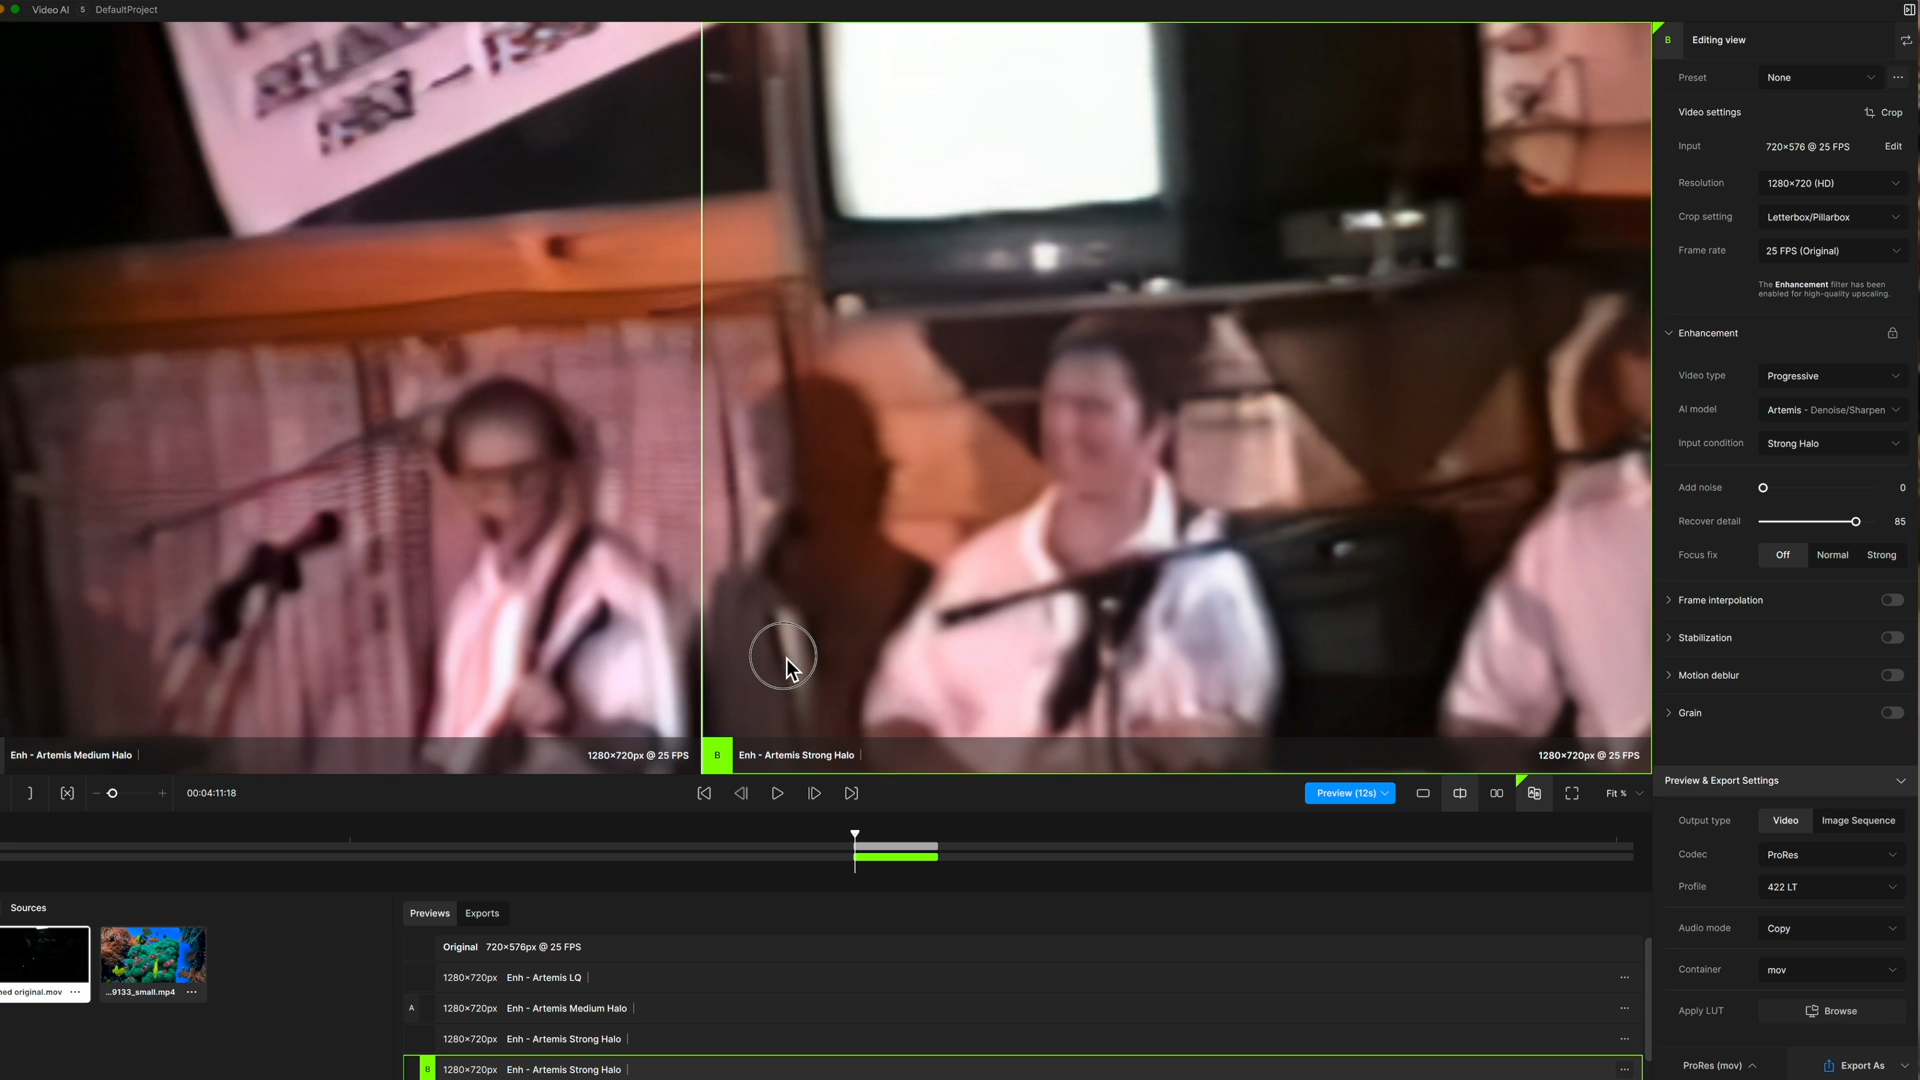 Video AI 5 DefaultProject
B Editing view
Preset None
Video settings Crop
Input 720×576 @ 25 FPS Edit
Resolution 1280×720 (HD)
Crop setting Letterbox/Pillarbox
Frame rate 25 FPS (Original)
The Enhancement filter has been
enabled for high-quality upscaling.
Enhancement
Video type Progressive
AI model Artemis - Denoise/Sharpen
Input condition Strong Halo
Add noise 0
Recover detail 85
Focus fix Off Normal Strong
Frame interpolation
Stabilization
Motion deblur
Grain
Enh - Artemis Medium Halo 1280×720px @ 25 FPS
B Enh - Artemis Strong Halo 1280×720px @ 25 FPS
00:04:11:18
Preview (12s)
Fit %
Preview & Export Settings
Output type Video Image Sequence
Codec ProRes
Profile 422 LT
Audio mode Copy
Container mov
Apply LUT Browse
ProRes (mov) Export As
Sources
ned original.mov ...
...9133_small.mp4 ...
Previews Exports
Original 720×576px @ 25 FPS
1280×720px Enh - Artemis LQ
A 1280×720px Enh - Artemis Medium Halo
1280×720px Enh - Artemis Strong Halo
B 1280×720px Enh - Artemis Strong Halo